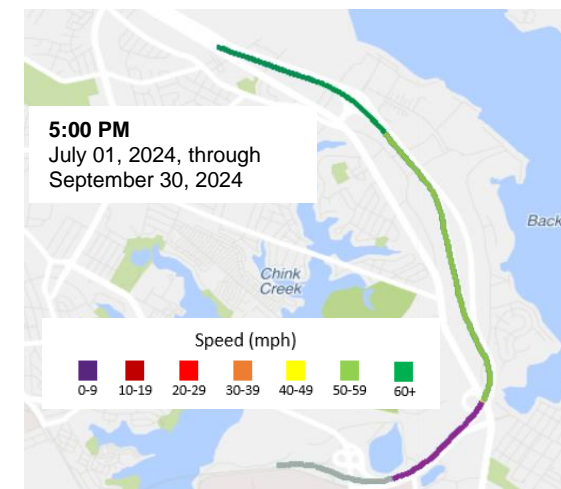 5:00 PM
July 01, 2024, through
September 30, 2024
Back
Chink
Creek
Speed (mph)
0-9 10-19 20-29 30-39 40-49 50-59 60+